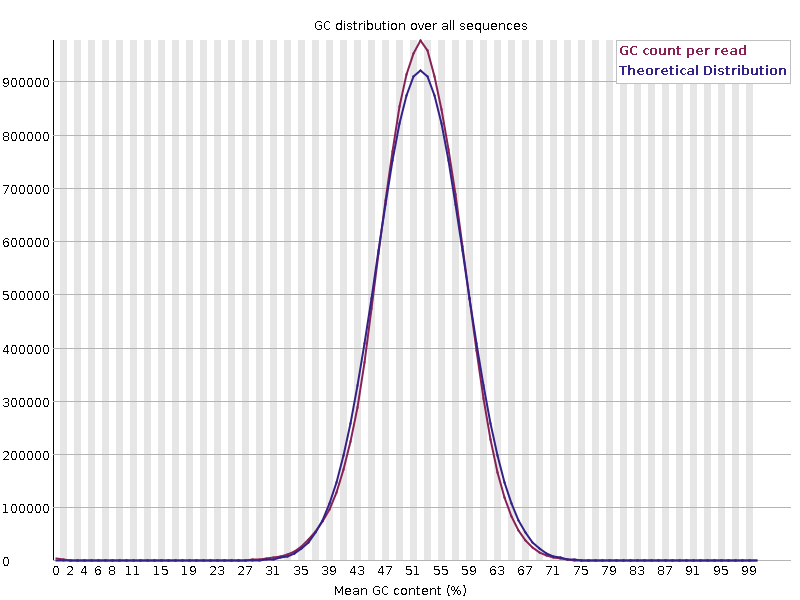 GC distribution over all sequences
GC count per read
Theoretical Distribution
900000
800000
700000
600000
500000
400000
300000
200000
100000
0
0 2 4 6 8 11 15 19 23 27 31 35 39 43 47 51 55 59 63 67 71 75 79 83 87 91 95 99
Mean GC content (%)